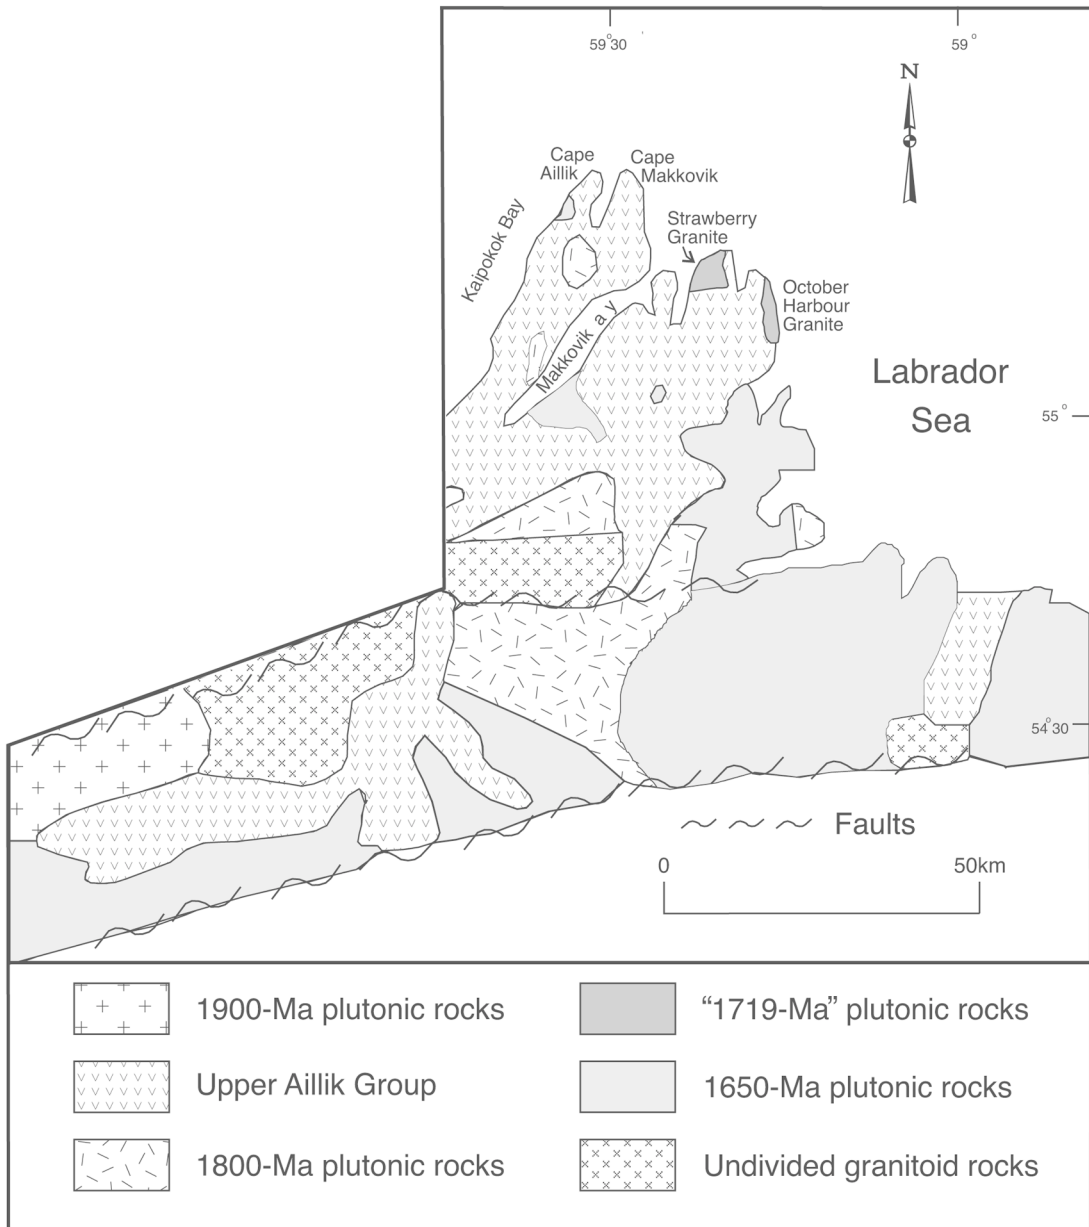 59°30'
59°
N
Cape
Aillik
Cape
Makkovik
Strawberry
Granite
Kaipokok Bay
October
Harbour
Granite
Makkovik a y
Labrador
Sea
55°
54°30
Faults
0 50km
1900-Ma plutonic rocks
“1719-Ma” plutonic rocks
Upper Aillik Group
1650-Ma plutonic rocks
1800-Ma plutonic rocks
Undivided granitoid rocks